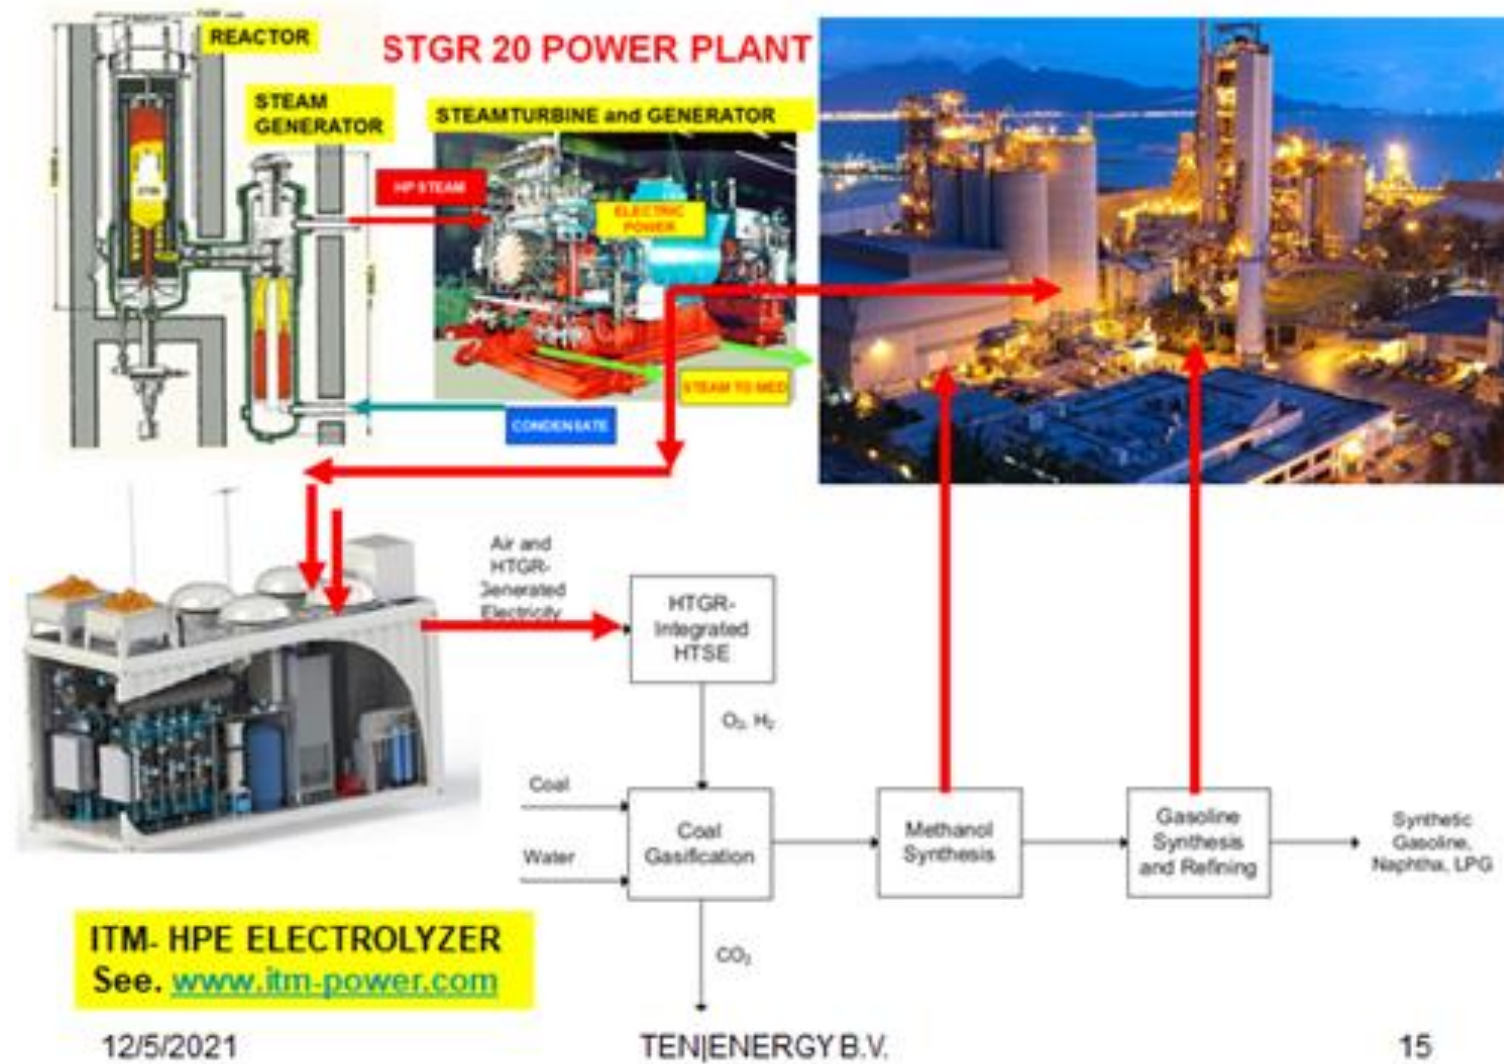 REACTOR
STGR 20 POWER PLANT
STEAM
GENERATOR
STEAMTURBINE and GENERATOR
HP STEAM
ELECTRIC
POWER
STEAM TO MED
CONDENSATE
Air and
HTGR-
Generated
Electricity
HTGR-
Integrated
HTSE
O₂, H₂
Coal
Water
Coal
Gasification
Methanol
Synthesis
Gasoline
Synthesis
and Refining
Synthetic
Gasoline,
Naphtha, LPG
CO₂
ITM- HPE ELECTROLYZER
See. www.itm-power.com
12/5/2021
TEN|ENERGY B.V.
15